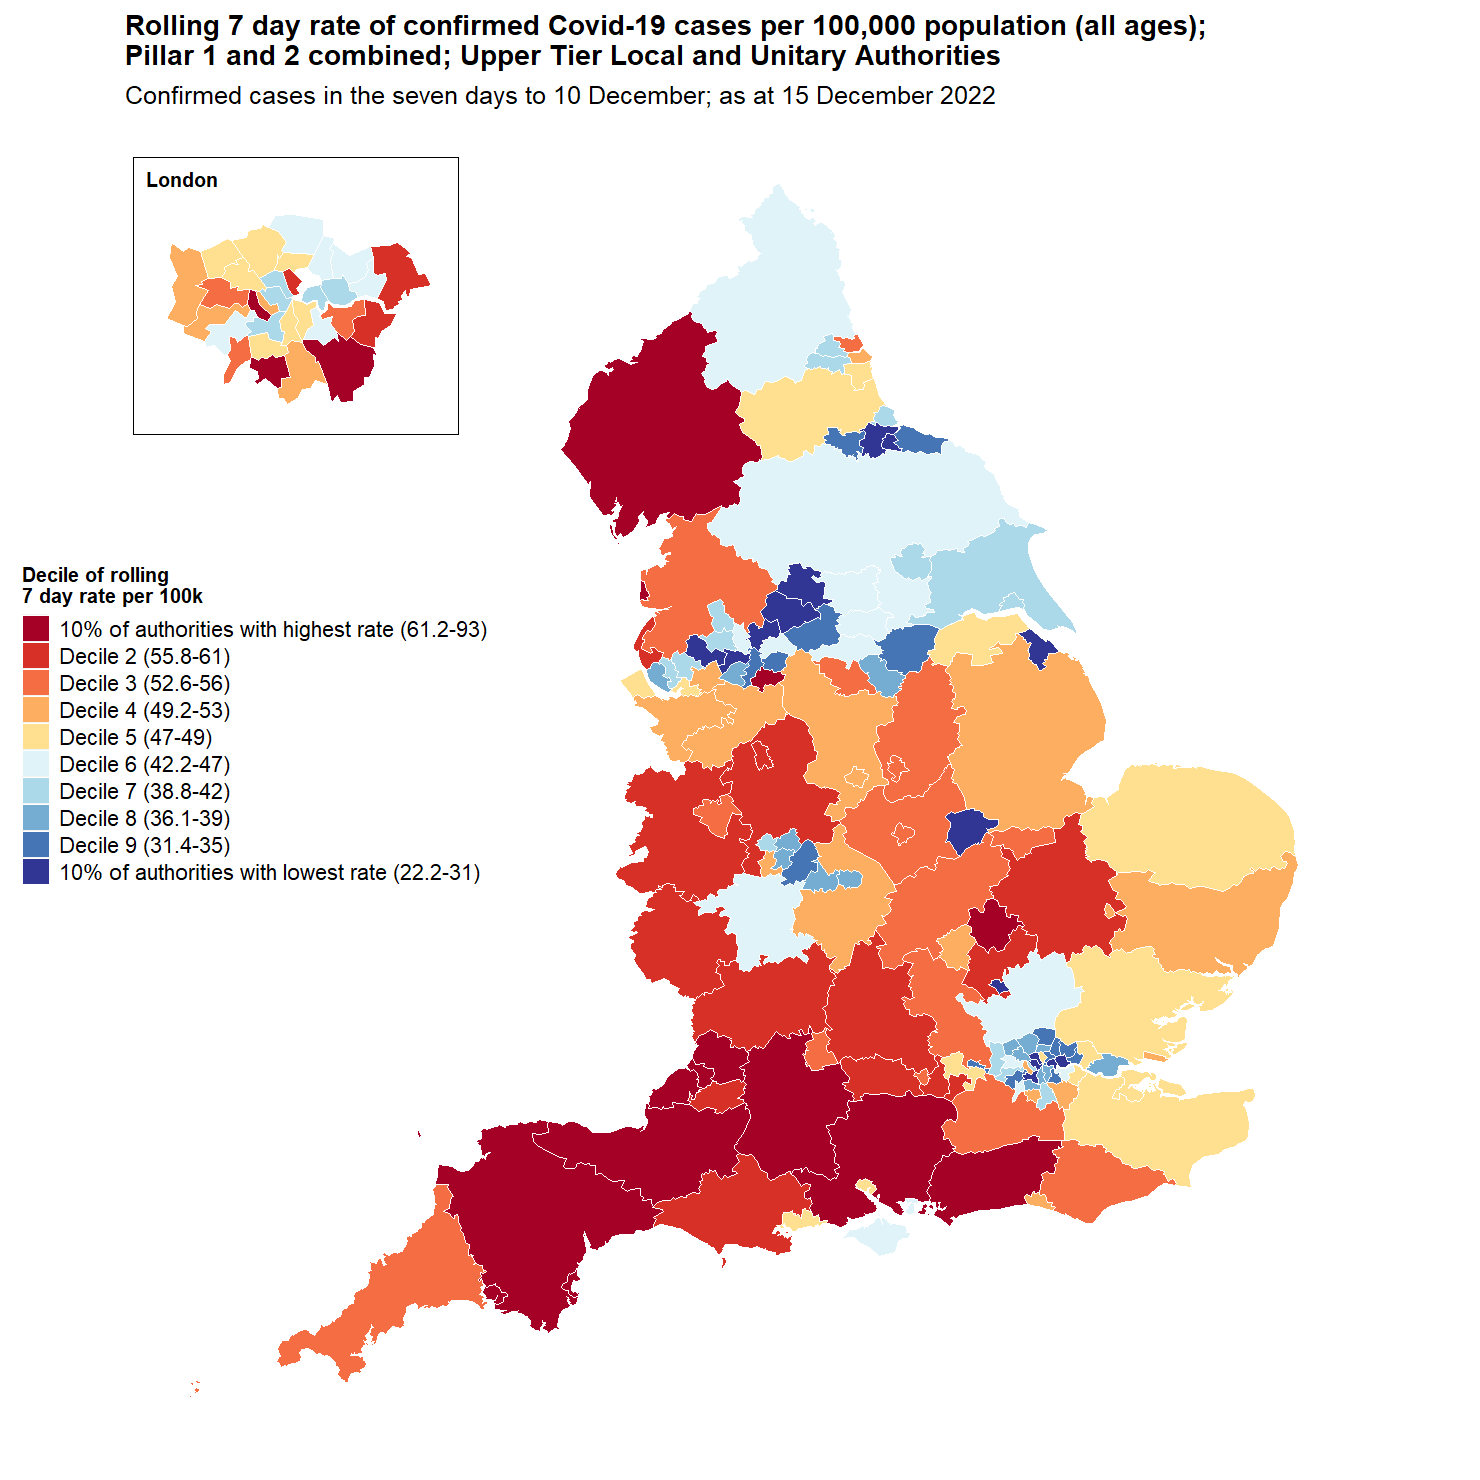 Rolling 7 day rate of confirmed Covid-19 cases per 100,000 population (all ages);
Pillar 1 and 2 combined; Upper Tier Local and Unitary Authorities
Confirmed cases in the seven days to 10 December; as at 15 December 2022
London
Decile of rolling
7 day rate per 100k
10% of authorities with highest rate (61.2-93)
Decile 2 (55.8-61)
Decile 3 (52.6-56)
Decile 4 (49.2-53)
Decile 5 (47-49)
Decile 6 (42.2-47)
Decile 7 (38.8-42)
Decile 8 (36.1-39)
Decile 9 (31.4-35)
10% of authorities with lowest rate (22.2-31)